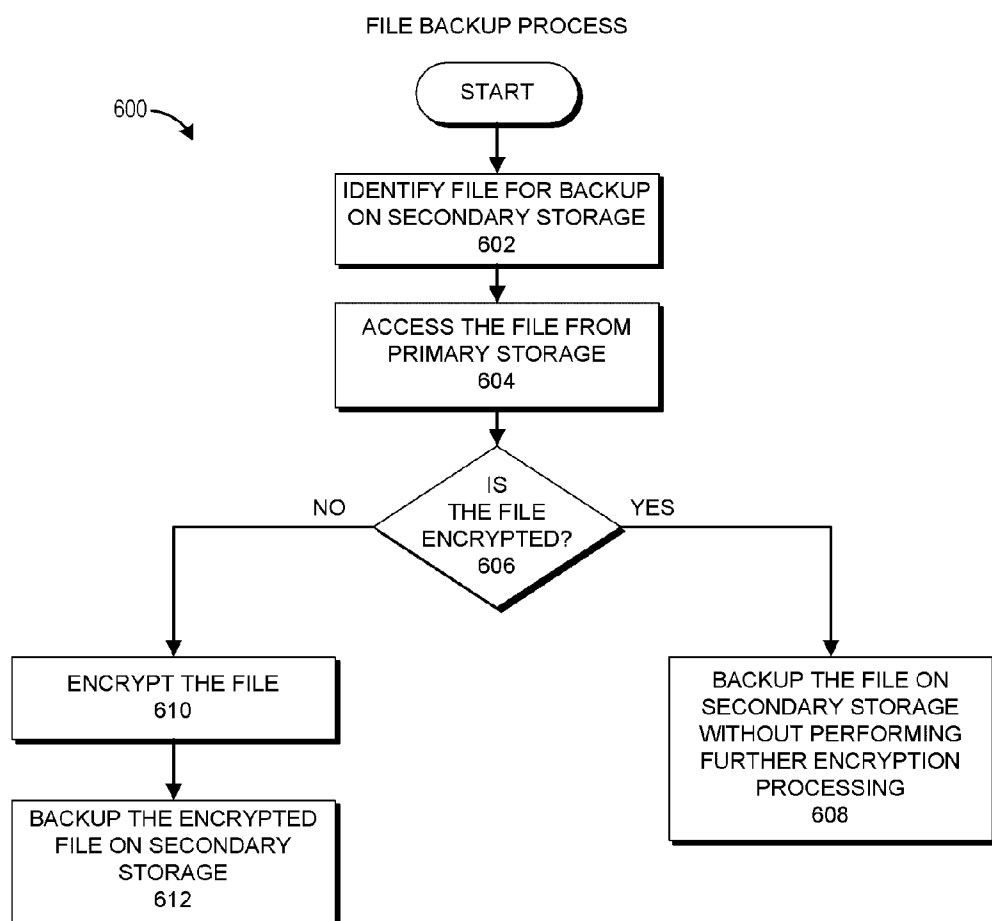 FILE BACKUP PROCESS
START
600
IDENTIFY FILE FOR BACKUP
ON SECONDARY STORAGE
602
ACCESS THE FILE FROM
PRIMARY STORAGE
604
IS
THE FILE
ENCRYPTED?
606
NO
YES
ENCRYPT THE FILE
610
BACKUP THE ENCRYPTED
FILE ON SECONDARY
STORAGE
612
BACKUP THE FILE ON
SECONDARY STORAGE
WITHOUT PERFORMING
FURTHER ENCRYPTION
PROCESSING
608